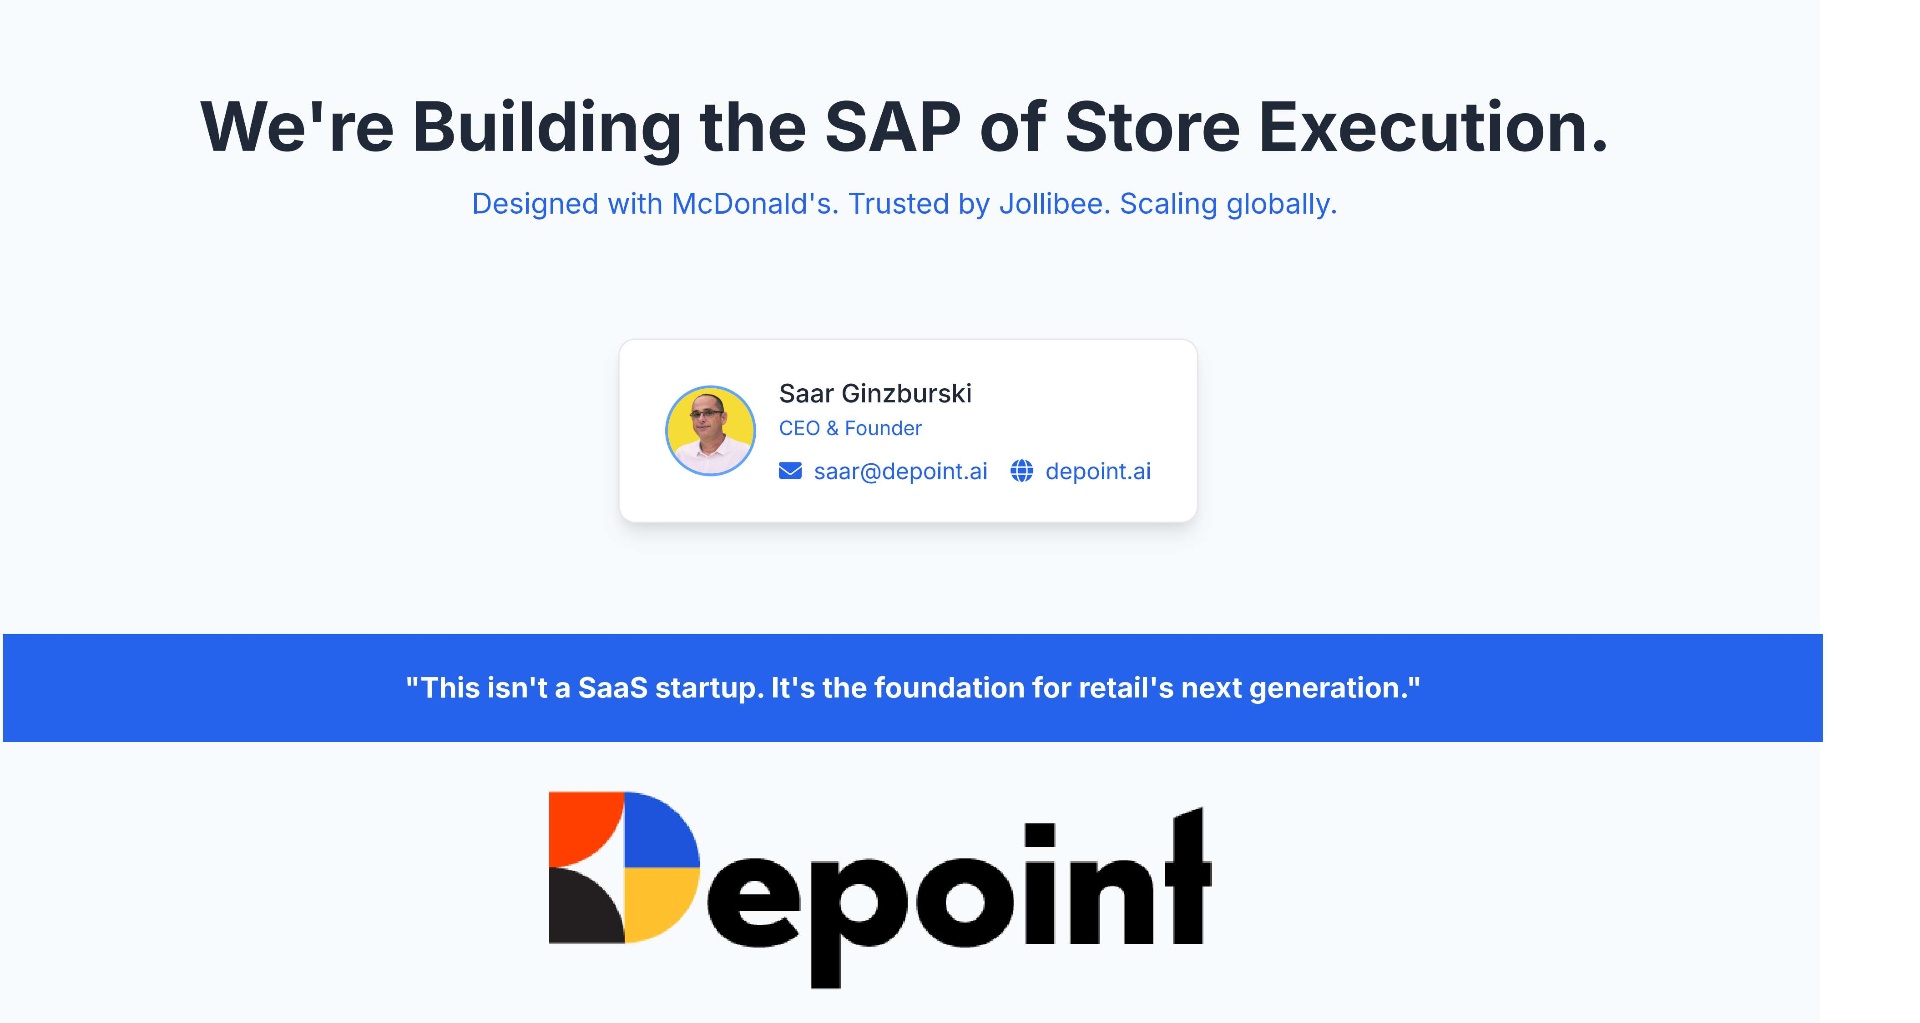 We're Building the SAP of Store Execution.
Designed with McDonald's. Trusted by Jollibee. Scaling globally.
Saar Ginzburski
CEO & Founder
saar@depoint.ai depoint.ai
"This isn't a SaaS startup. It's the foundation for retail's next generation."
Depoint